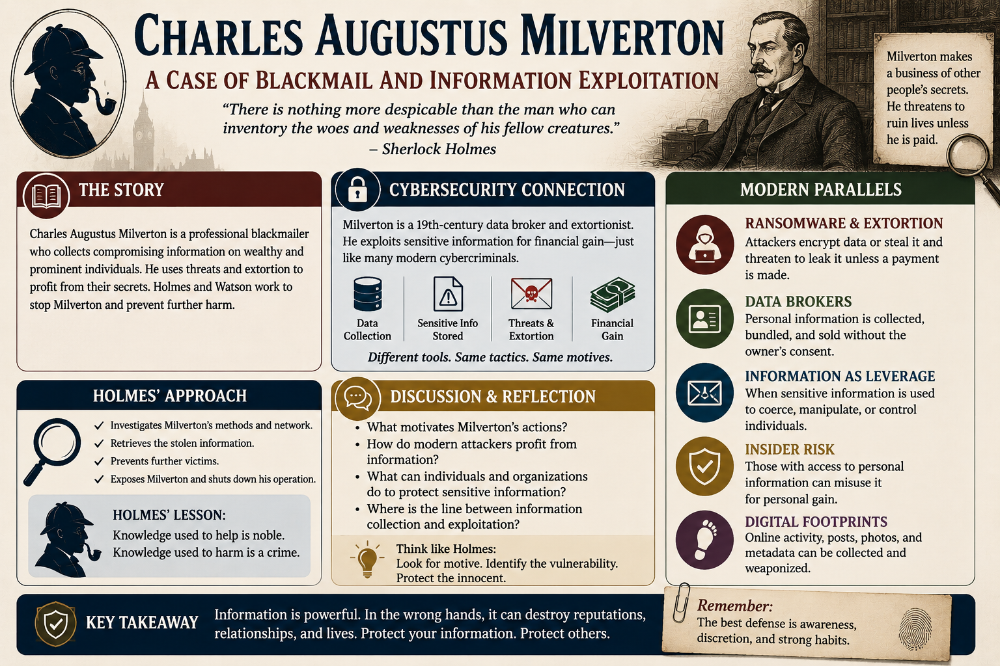 CHARLES AUGUSTUS MILVERTON
A CASE OF BLACKMAIL AND INFORMATION EXPLOITATION
“There is nothing more despicable than the man who can
inventory the woes and weaknesses of his fellow creatures.”
– Sherlock Holmes
Milverton makes
a business of other
people’s secrets.
He threatens to
ruin lives unless
he is paid.
THE STORY
Charles Augustus Milverton is a professional blackmailer
who collects compromising information on wealthy and
prominent individuals. He uses threats and extortion to
profit from their secrets. Holmes and Watson work to
stop Milverton and prevent further harm.
CYBERSECURITY CONNECTION
Milverton is a 19th-century data broker and extortionist.
He exploits sensitive information for financial gain—just
like many modern cybercriminals.
Data
Collection
Sensitive Info
Stored
Threats &
Extortion
Financial
Gain
Different tools. Same tactics. Same motives.
HOLMES’ APPROACH
Investigates Milverton’s methods and network.
Retrieves the stolen information.
Prevents further victims.
Exposes Milverton and shuts down his operation.
HOLMES’ LESSON:
Knowledge used to help is noble.
Knowledge used to harm is a crime.
DISCUSSION & REFLECTION
• What motivates Milverton’s actions?
• How do modern attackers profit from
information?
• What can individuals and organizations
do to protect sensitive information?
• Where is the line between information
collection and exploitation?
Think like Holmes:
Look for motive. Identify the vulnerability.
Protect the innocent.
MODERN PARALLELS
RANSOMWARE & EXTORTION
Attackers encrypt data or steal it and
threaten to leak it unless a payment
is made.
DATA BROKERS
Personal information is collected,
bundled, and sold without the
owner’s consent.
INFORMATION AS LEVERAGE
When sensitive information is used
to coerce, manipulate, or control
individuals.
INSIDER RISK
Those with access to personal
information can misuse it
for personal gain.
DIGITAL FOOTPRINTS
Online activity, posts, photos, and
metadata can be collected and
weaponized.
KEY TAKEAWAY
Information is powerful. In the wrong hands, it can destroy reputations,
relationships, and lives. Protect your information. Protect others.
Remember:
The best defense is awareness,
discretion, and strong habits.